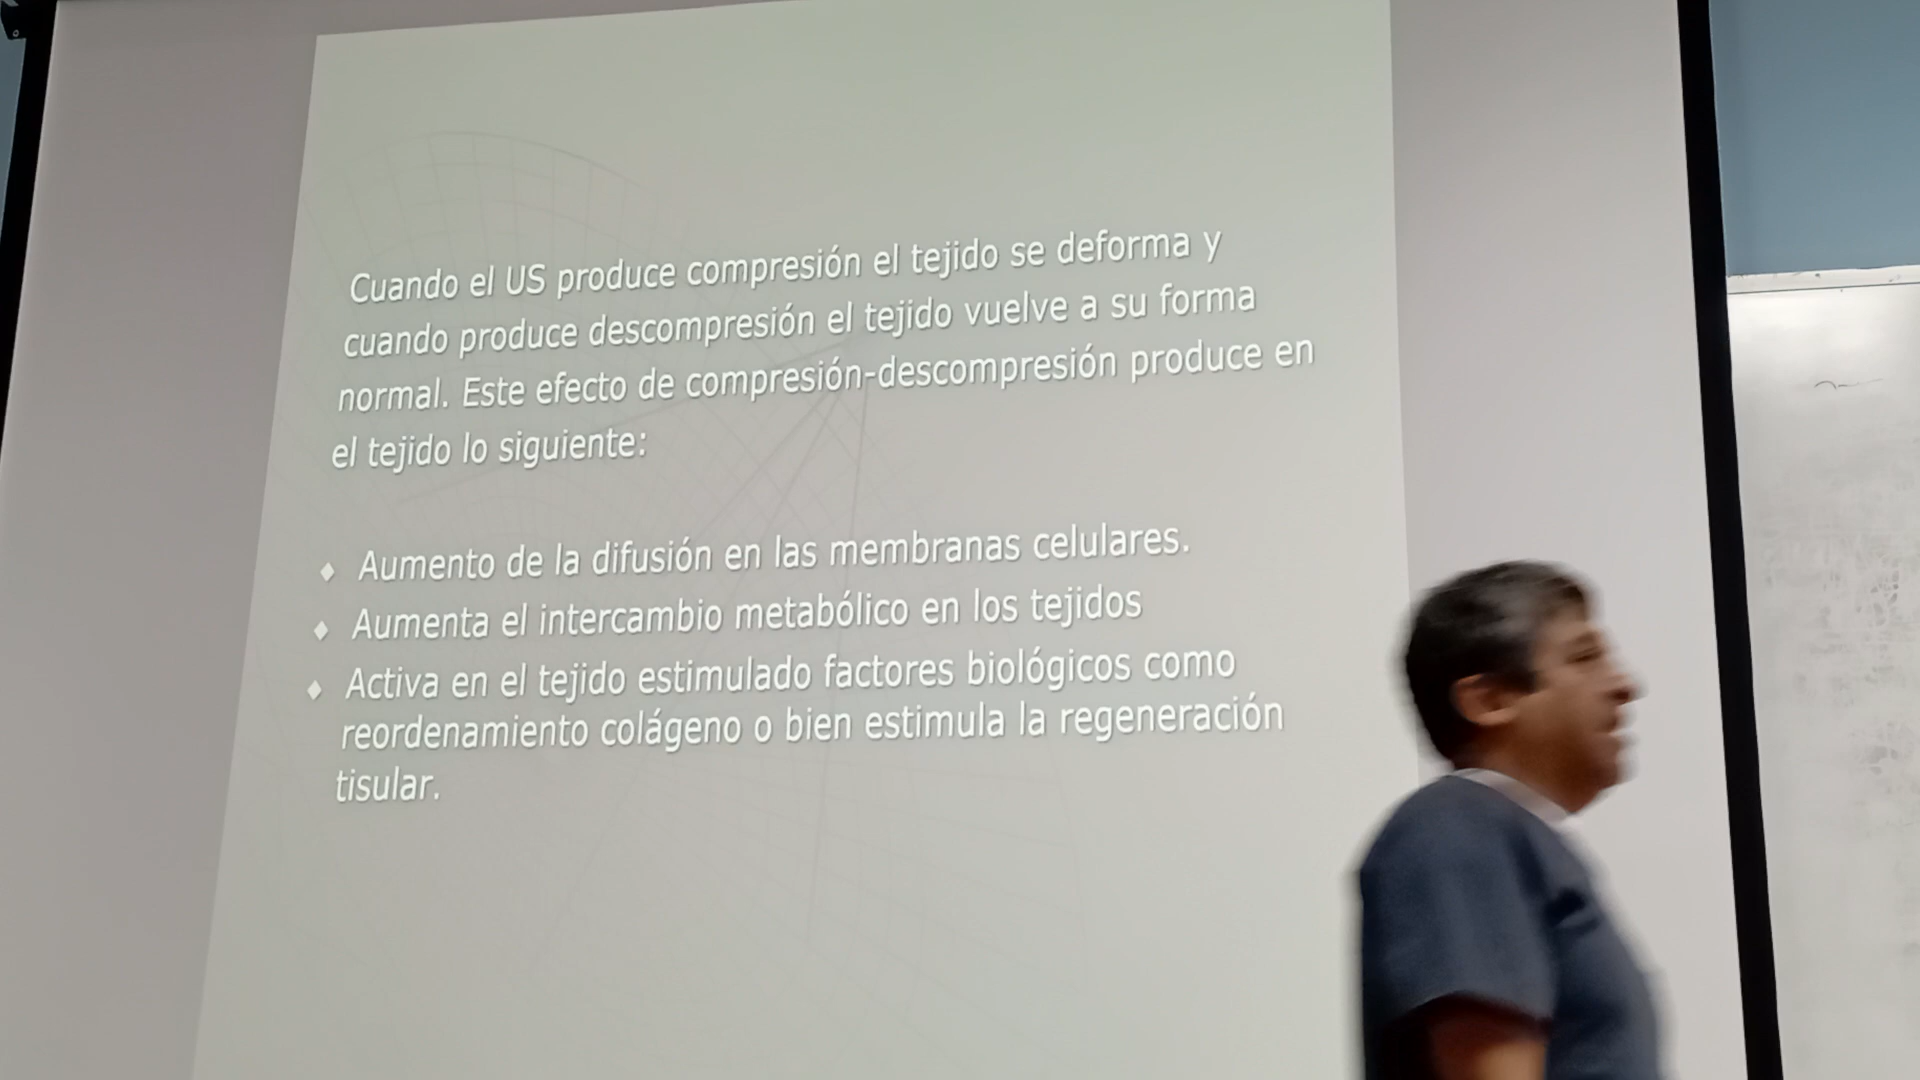 Cuando el US produce compresión el tejido se deforma y
cuando produce descompresión el tejido vuelve a su forma
normal. Este efecto de compresión-descompresión produce en
el tejido lo siguiente:
♦ Aumento de la difusión en las membranas celulares.
♦ Aumenta el intercambio metabólico en los tejidos
♦ Activa en el tejido estimulado factores biológicos como
reordenamiento colágeno o bien estimula la regeneración
tisular.